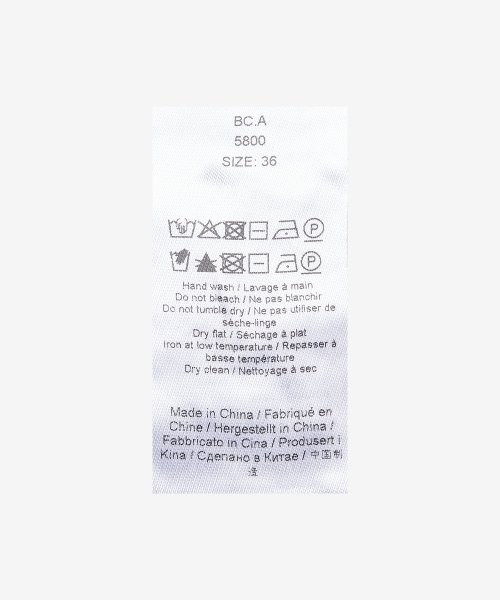 BC.A
5800
SIZE: 36
Hand wash / Lavage à main
Do not bleach / Ne pas blanchir
Do not tumble dry / Ne pas utiliser de
sèche-linge
Dry flat / Séchage à plat
Iron at low temperature / Repasser à
basse température
Dry clean / Nettoyage à sec
Made in China / Fabriqué en
Chine / Hergestellt in China /
Fabbricato in Cina / Produsert i
Kina / Сделано в Китае / 中国制
造